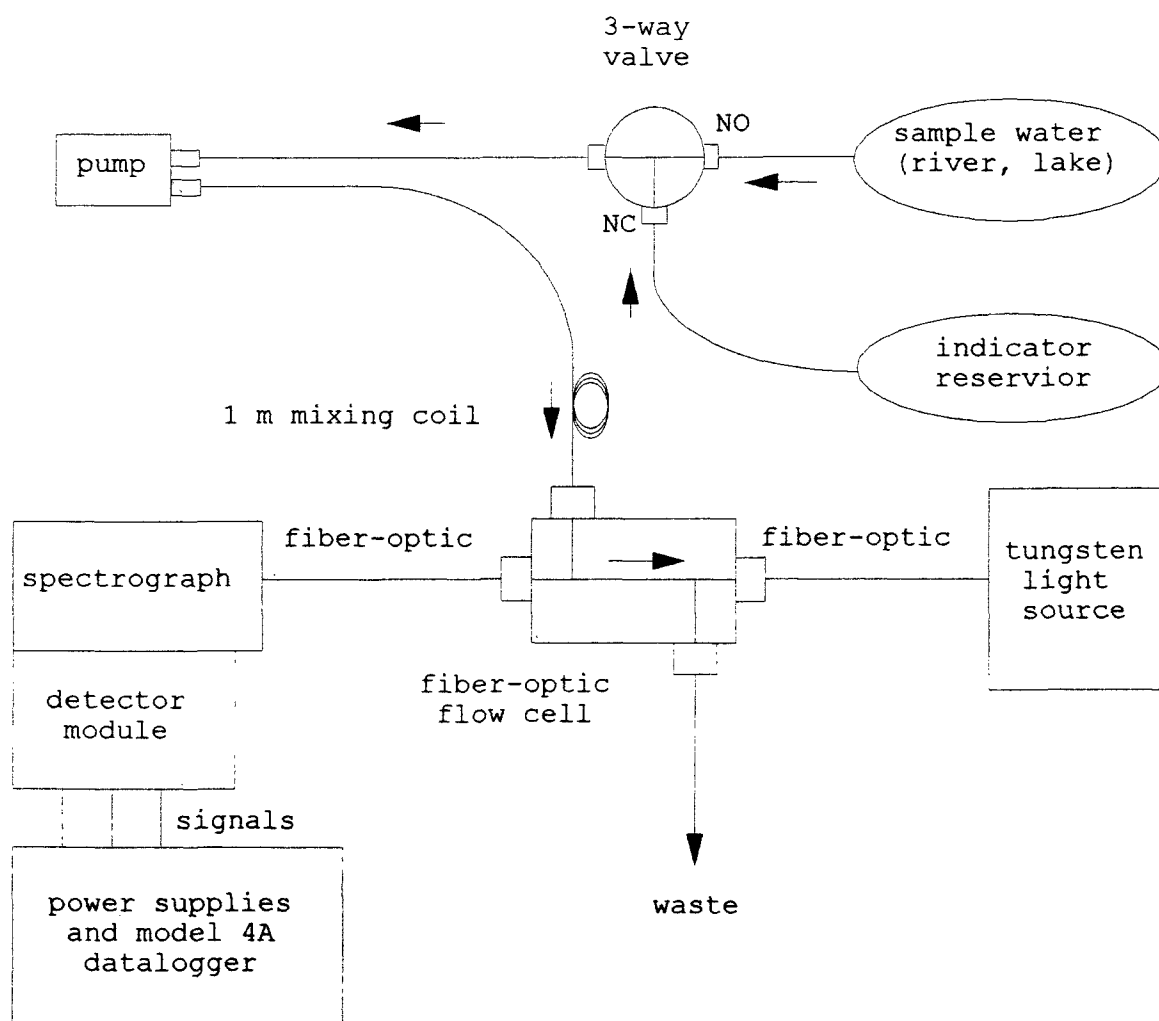 3-way
valve
NO
sample water
(river, lake)
pump
NC
indicator
reservior
1 m mixing coil
fiber-optic
fiber-optic
spectrograph
tungsten
light
source
fiber-optic
flow cell
detector
module
signals
power supplies
and model 4A
datalogger
waste